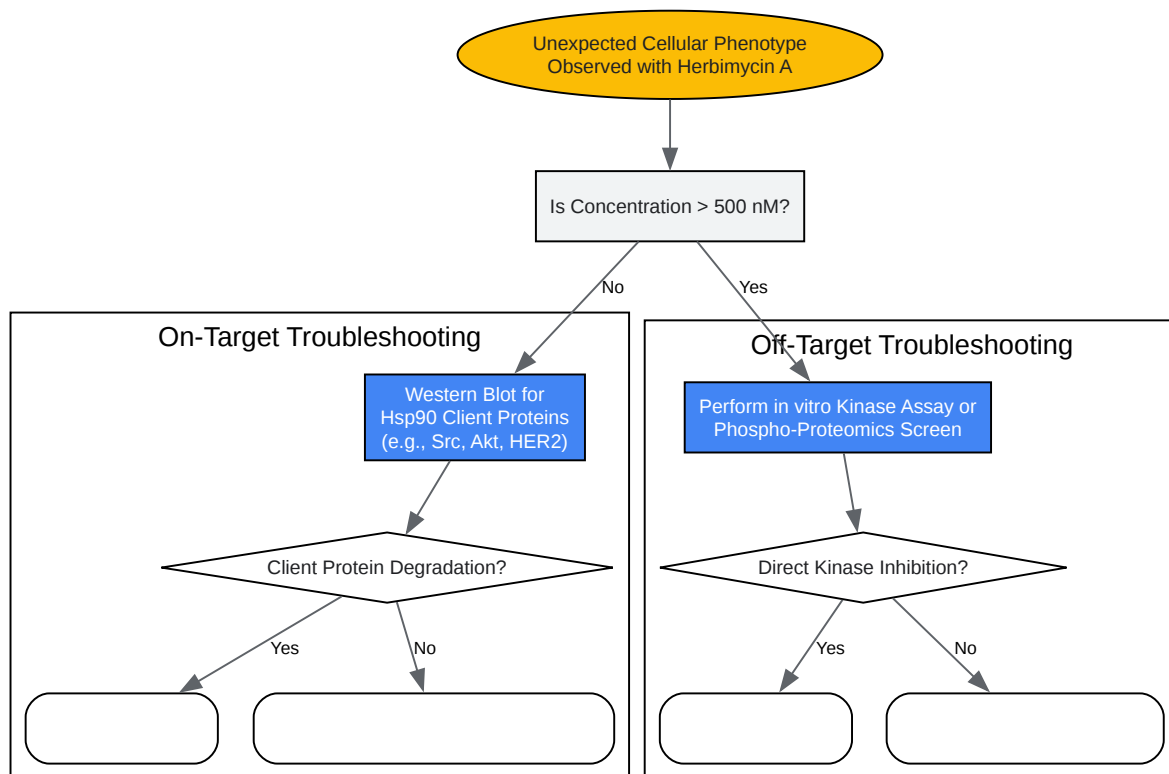 Unexpected Cellular Phenotype
Observed with Herbimycin A
Is Concentration > 500 nM?
No
Yes
On-Target Troubleshooting
Off-Target Troubleshooting
Western Blot for
Hsp90 Client Proteins
(e.g., Src, Akt, HER2)
Perform in vitro Kinase Assay or
Phospho-Proteomics Screen
Client Protein Degradation?
Direct Kinase Inhibition?
Yes
No
Yes
No